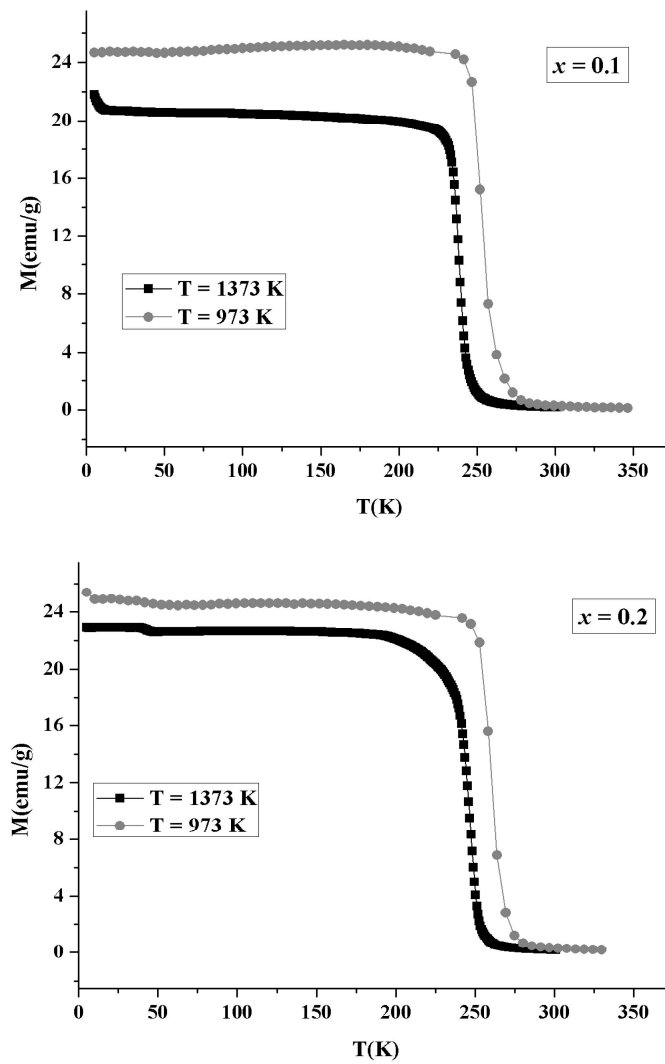 24
20
16
12
8
4
0
M(emu/g)
x = 0.1
T = 1373 K
T = 973 K
0 50 100 150 200 250 300 350
T(K)
24
20
16
12
8
4
0
M(emu/g)
x = 0.2
T = 1373 K
T = 973 K
0 50 100 150 200 250 300 350
T(K)